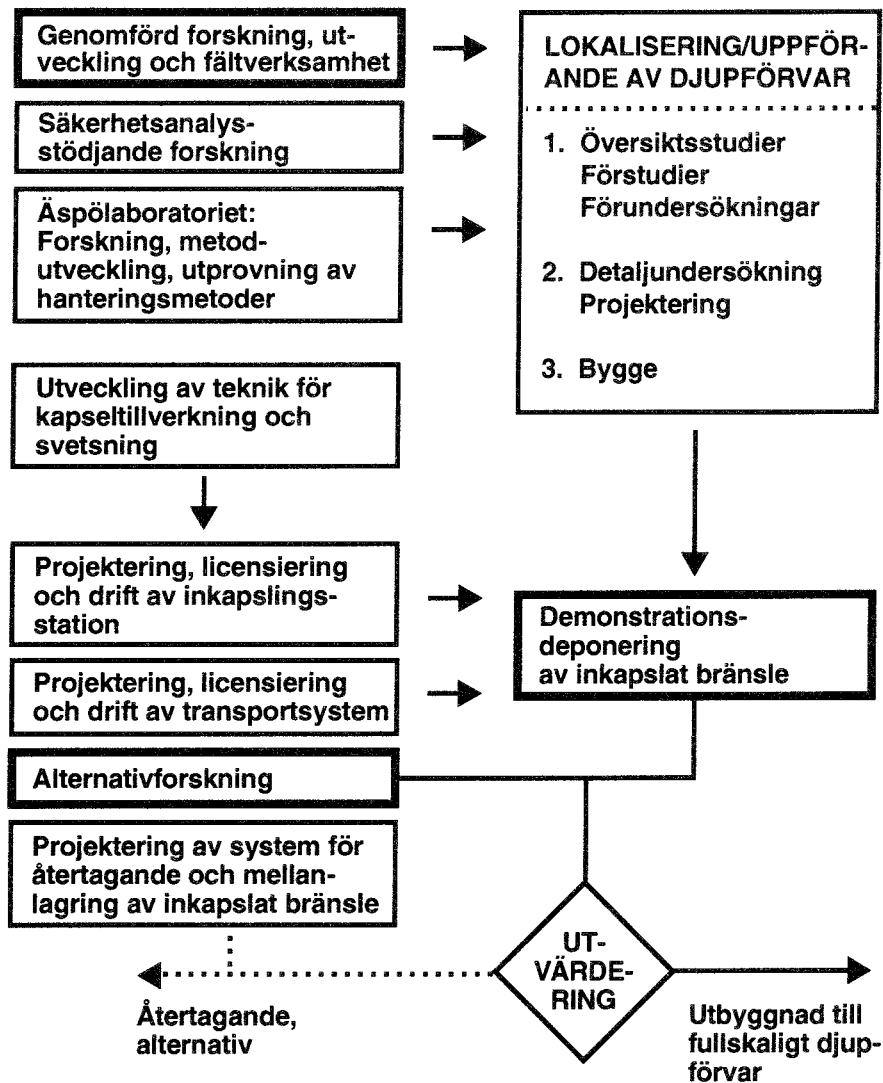 Genomförd forskning, ut-
veckling och fältverksamhet
Säkerhetsanalys-
stödjande forskning
Äspölaboratoriet:
Forskning, metod-
utveckling, utprovning av
hanteringsmetoder
LOKALISERING/UPPFÖR-
ANDE AV DJUPFÖRVAR
1. Översiktsstudier
Förstudier
Förundersökningar
2. Detaljundersökning
Projektering
3. Bygge
Utveckling av teknik för
kapseltillverkning och
svetsning
Projektering, licensiering
och drift av inkapslings-
station
Projektering, licensiering
och drift av transportsystem
Demonstrations-
deponering
av inkapslat bränsle
Alternativforskning
Projektering av system för
återtagande och mellan-
lagring av inkapslat bränsle
UT-
VÄRDE-
RING
Återtagande,
alternativ
Utbyggnad till
fullskaligt djup-
förvar